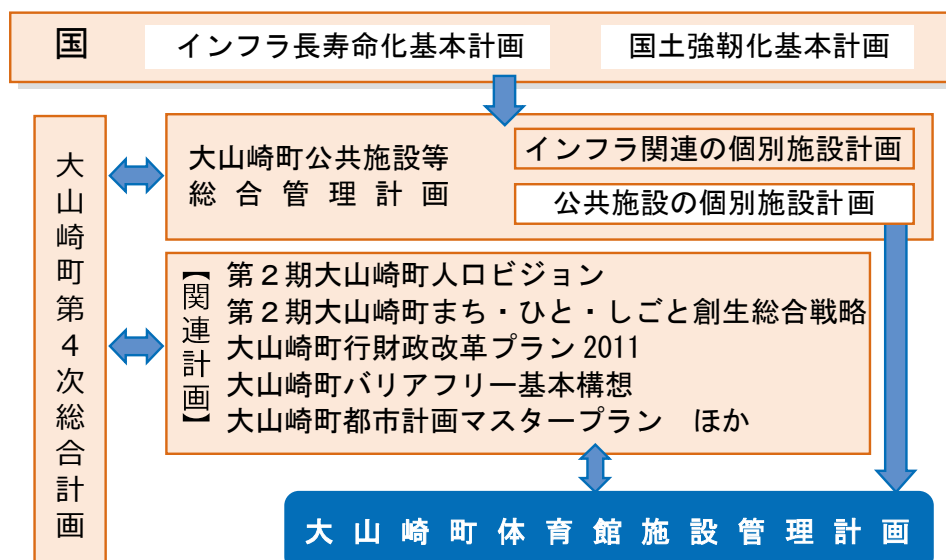 国
インフラ長寿命化基本計画
国土強靭化基本計画
大山崎町第４次総合計画
大山崎町公共施設等
総合管理計画
インフラ関連の個別施設計画
公共施設の個別施設計画
【関連計画】
第２期大山崎町人口ビジョン
第２期大山崎町まち・ひと・しごと創生総合戦略
大山崎町行財政改革プラン2011
大山崎町バリアフリー基本構想
大山崎町都市計画マスタープラン　ほか
大山崎町体育館施設管理計画